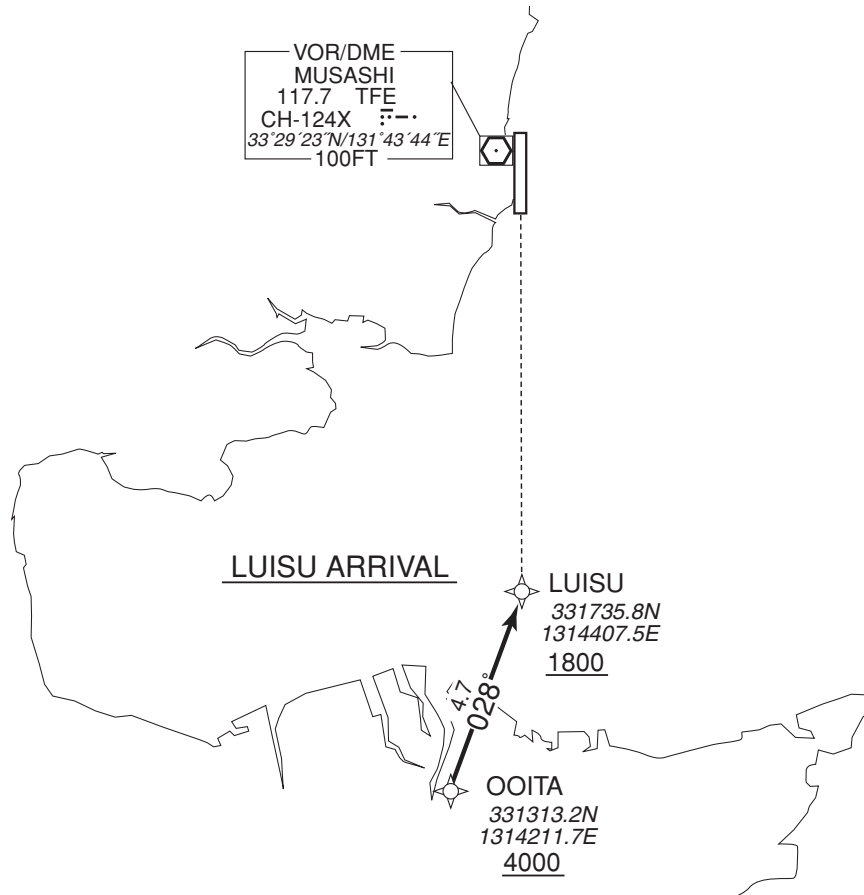 VOR/DME
MUSASHI
117.7 TFE
CH-124X
33°29´23˝N/131°43´44˝E
100FT
LUISU ARRIVAL
LUISU
331735.8N
1314407.5E
1800
4.7
028°
OOITA
331313.2N
1314211.7E
4000